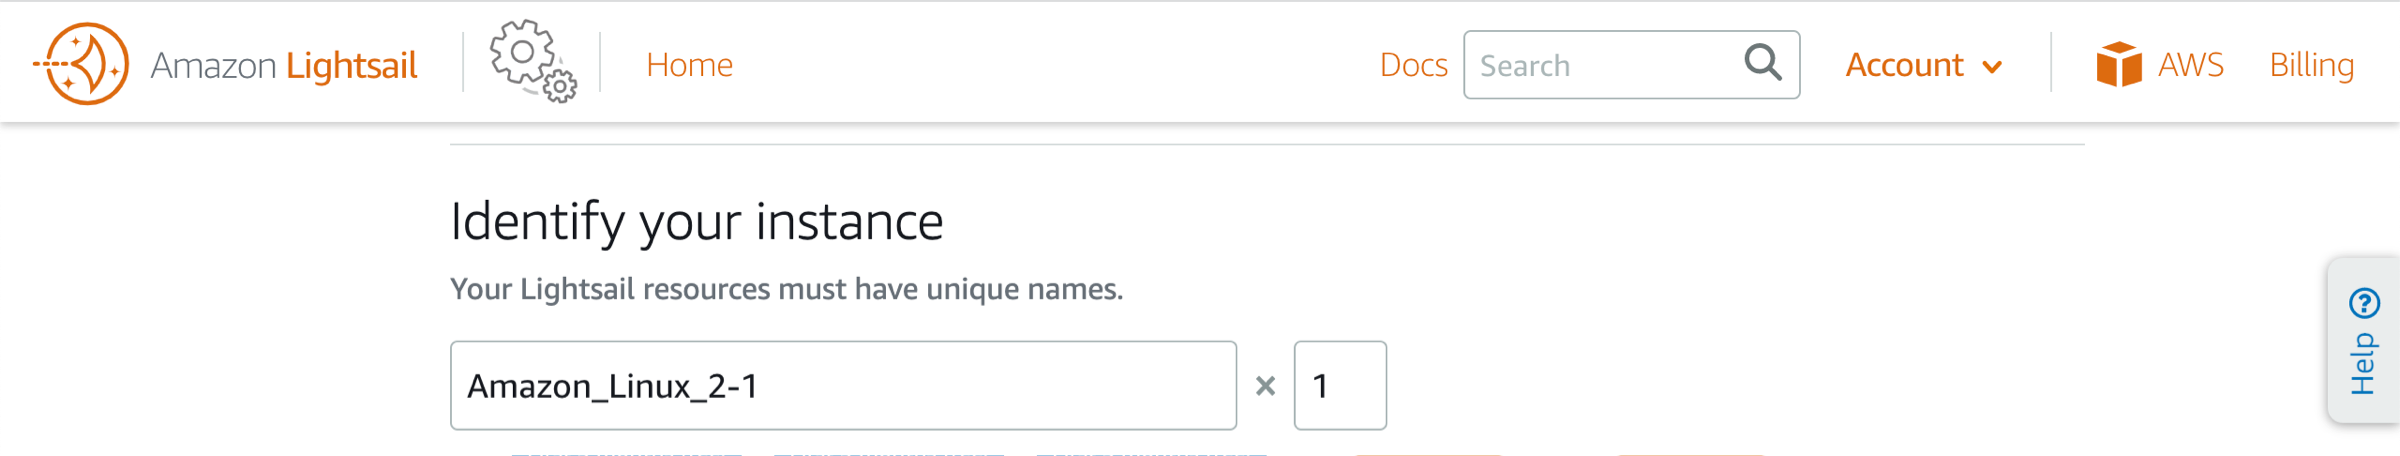 Amazon Lightsail Home Docs Search Account AWS Billing
Identify your instance
Your Lightsail resources must have unique names.
Amazon_Linux_2-1 × 1
Help